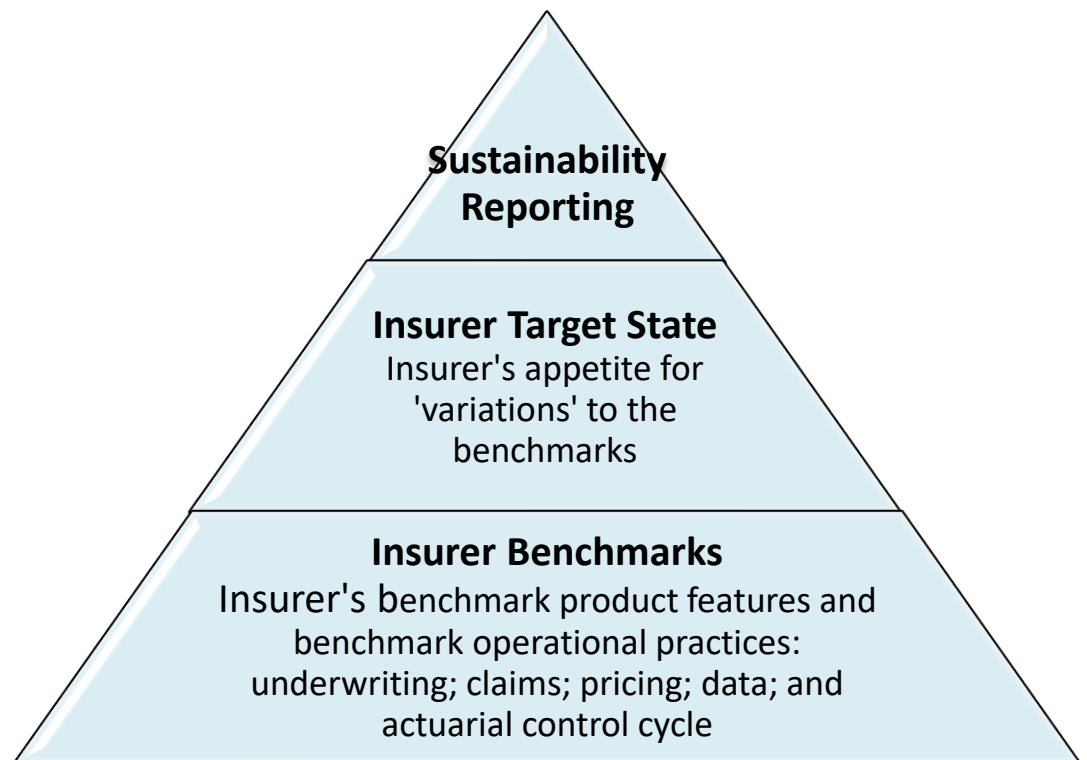 Sustainability
Reporting
Insurer Target State
Insurer's appetite for
'variations' to the
benchmarks
Insurer Benchmarks
Insurer's benchmark product features and
benchmark operational practices:
underwriting; claims; pricing; data; and
actuarial control cycle